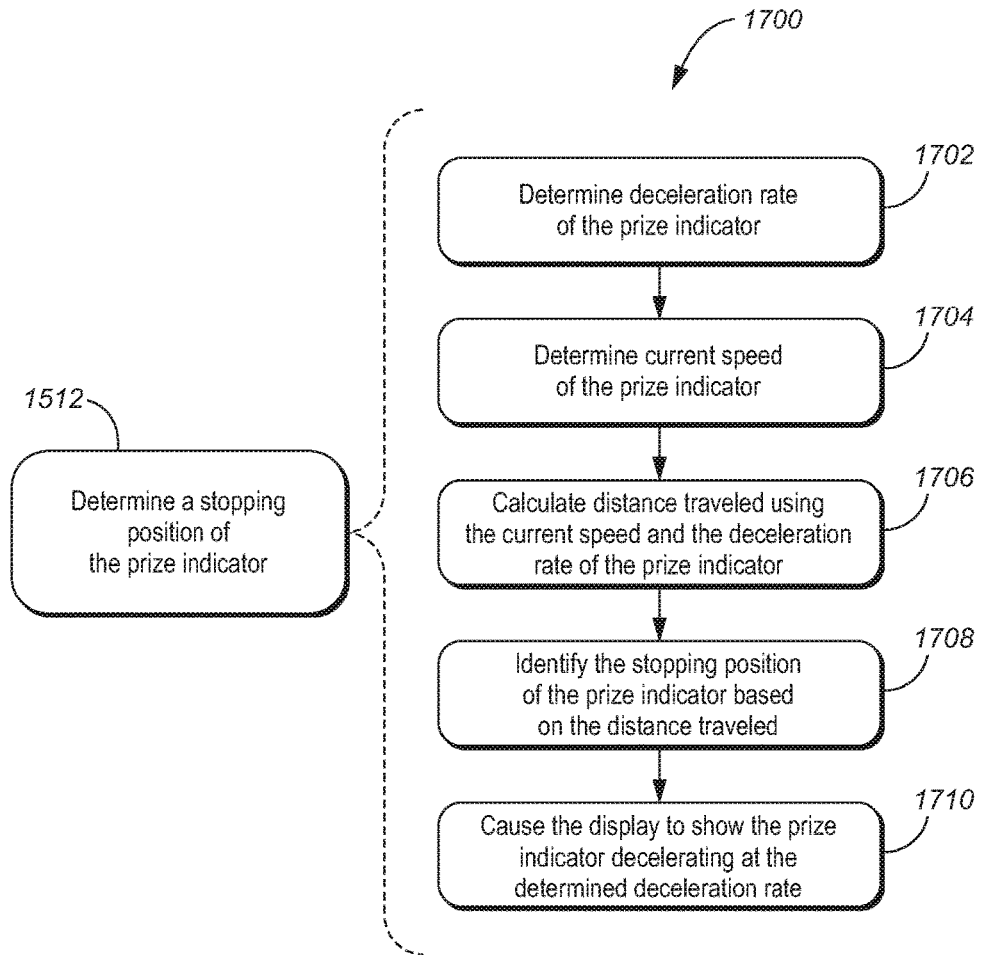 1700
1702
Determine deceleration rate
of the prize indicator
1704
Determine current speed
of the prize indicator
1512
Determine a stopping
position of
the prize indicator
1706
Calculate distance traveled using
the current speed and the deceleration
rate of the prize indicator
1708
Identify the stopping position
of the prize indicator based
on the distance traveled
1710
Cause the display to show the prize
indicator decelerating at the
determined deceleration rate